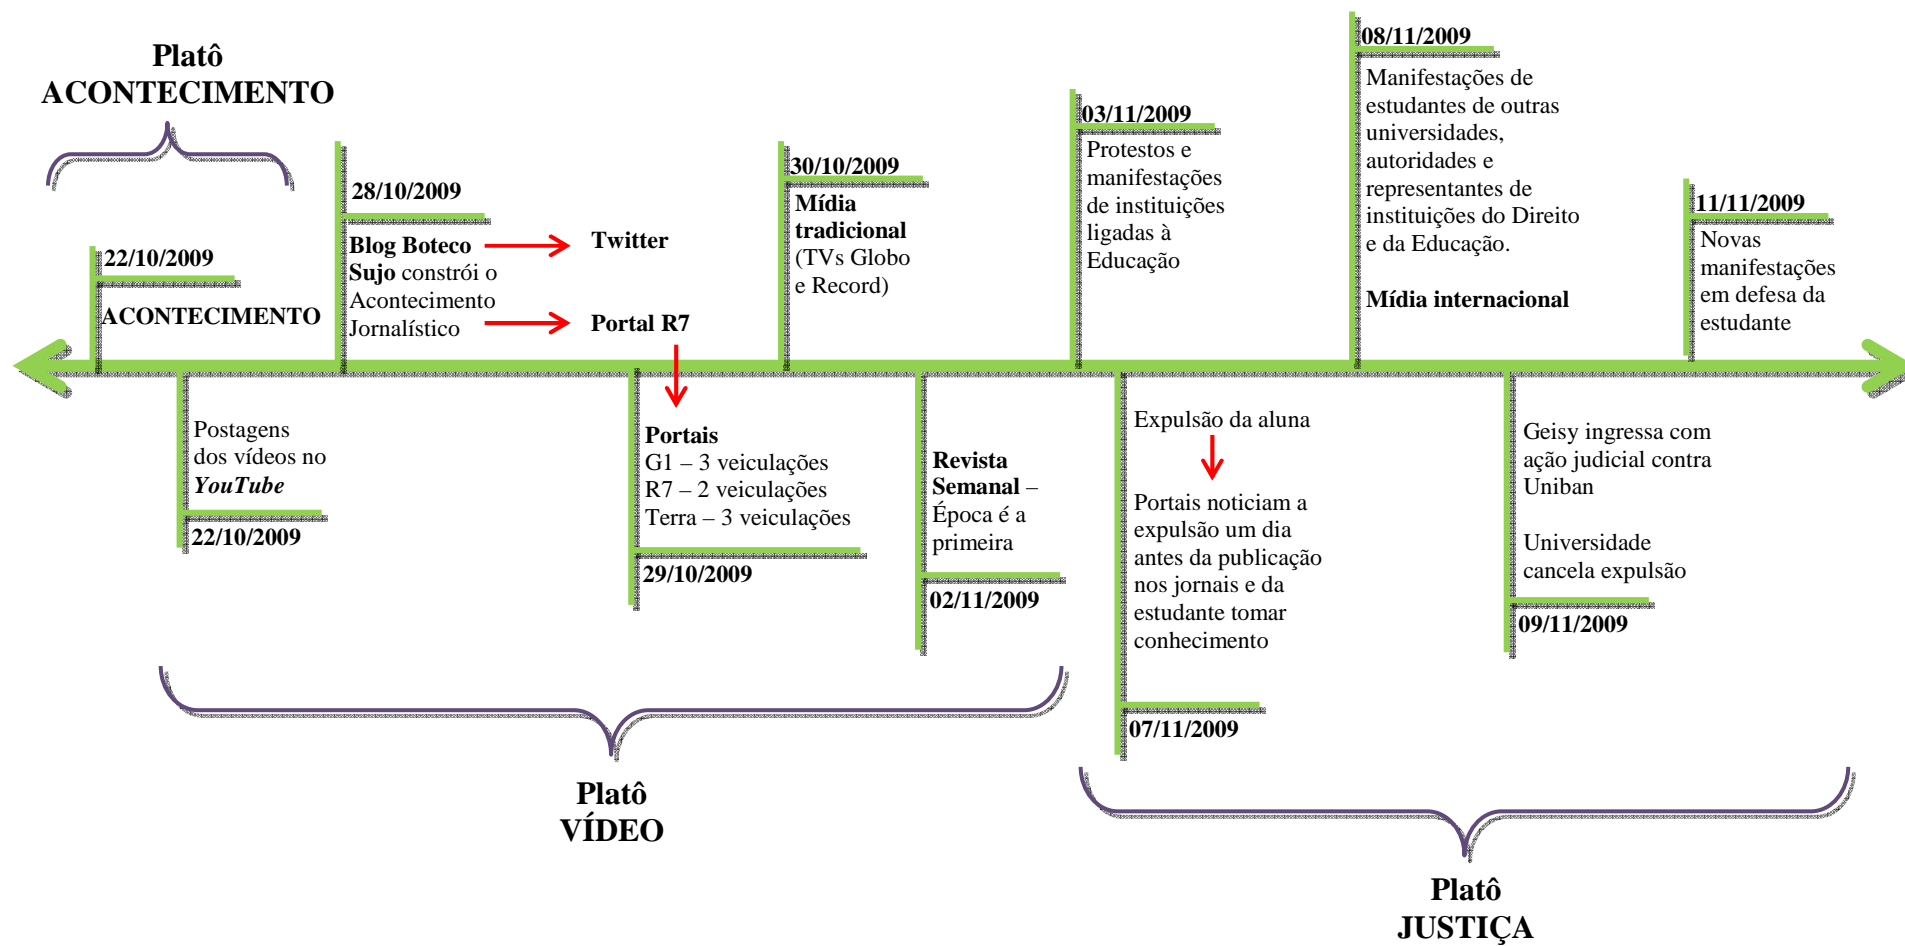 Platô
ACONTECIMENTO
22/10/2009
ACONTECIMENTO
Postagens
dos vídeos no
YouTube
22/10/2009
28/10/2009
Blog Boteco
Sujo constrói o
Acontecimento
Jornalístico
Twitter
Portal R7
Portais
G1 – 3 veiculações
R7 – 2 veiculações
Terra – 3 veiculações
29/10/2009
30/10/2009
Mídia
tradicional
(TVs Globo
e Record)
Revista
Semanal –
Época é a
primeira
02/11/2009
Platô
VÍDEO
03/11/2009
Protestos e
manifestações
de instituições
ligadas à
Educação
Expulsão da aluna
Portais noticiam a
expulsão um dia
antes da publicação
nos jornais e da
estudante tomar
conhecimento
07/11/2009
08/11/2009
Manifestações de
estudantes de outras
universidades,
autoridades e
representantes de
instituições do Direito
e da Educação.
Mídia internacional
Geisy ingressa com
ação judicial contra
Uniban
Universidade
cancela expulsão
09/11/2009
11/11/2009
Novas
manifestações
em defesa da
estudante
Platô
JUSTIÇA